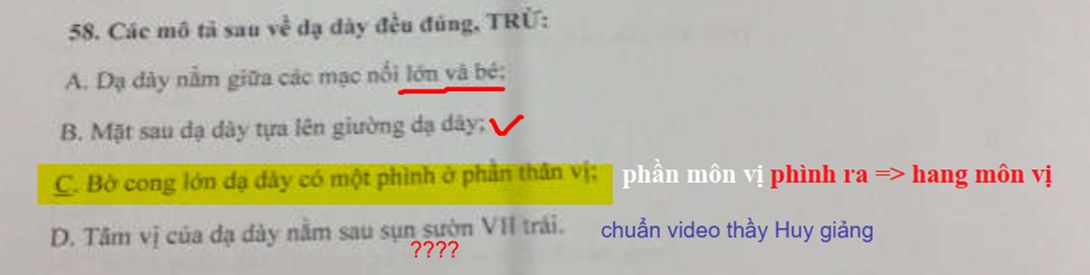 58. Các mô tả sau về dạ dày đều đúng, TRỪ:
A. Dạ dày nằm giữa các mạc nối lớn và bé;
B. Mặt sau dạ dày tựa lên giường dạ dày;
C. Bờ cong lớn dạ dày có một phình ở phần thân vị; phần môn vị phình ra => hang môn vị
D. Tâm vị của dạ dày nằm sau sụn sườn VII trái. chuẩn video thầy Huy giảng
????